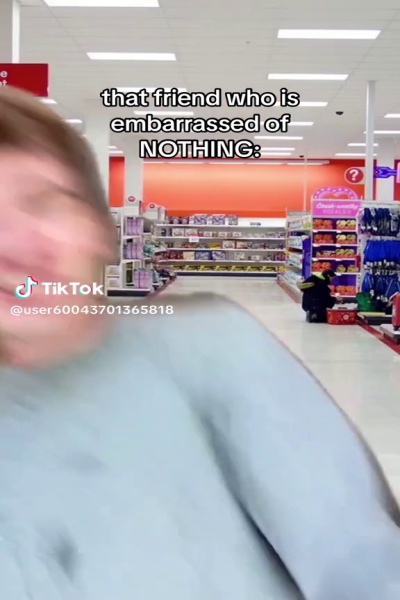 that friend who is
embarrassed of
NOTHING:
TikTok
@user60043701365818
?